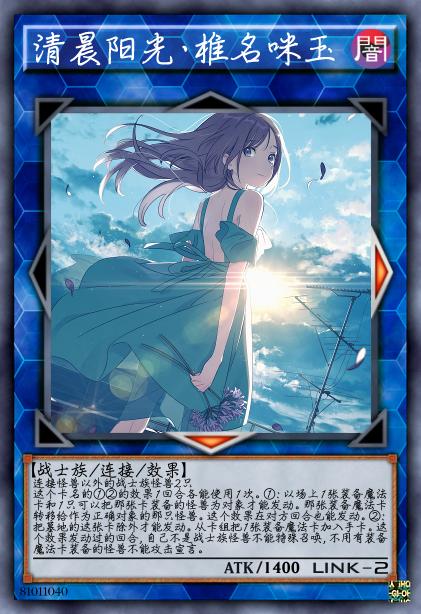 清晨阳光·椎名咪玉
闇
【战士族/连接/效果】
连接怪兽以外的战士族怪兽2只
这个卡名的①②的效果1回合各能使用1次。①：以场上1张装备魔法
卡和1只可以把那张卡装备的怪兽为对象才能发动。那张装备魔法卡
转移给作为正确对象的那只怪兽。这个效果在对方回合也能发动。②：
把墓地的这张卡除外才能发动。从卡组把1张装备魔法卡加入手卡。这
个效果发动过的回合，自己不是战士族怪兽不能特殊召唤，不用有装备
魔法卡装备的怪兽不能攻击宣言。
ATK/1400 LINK-2
81011040